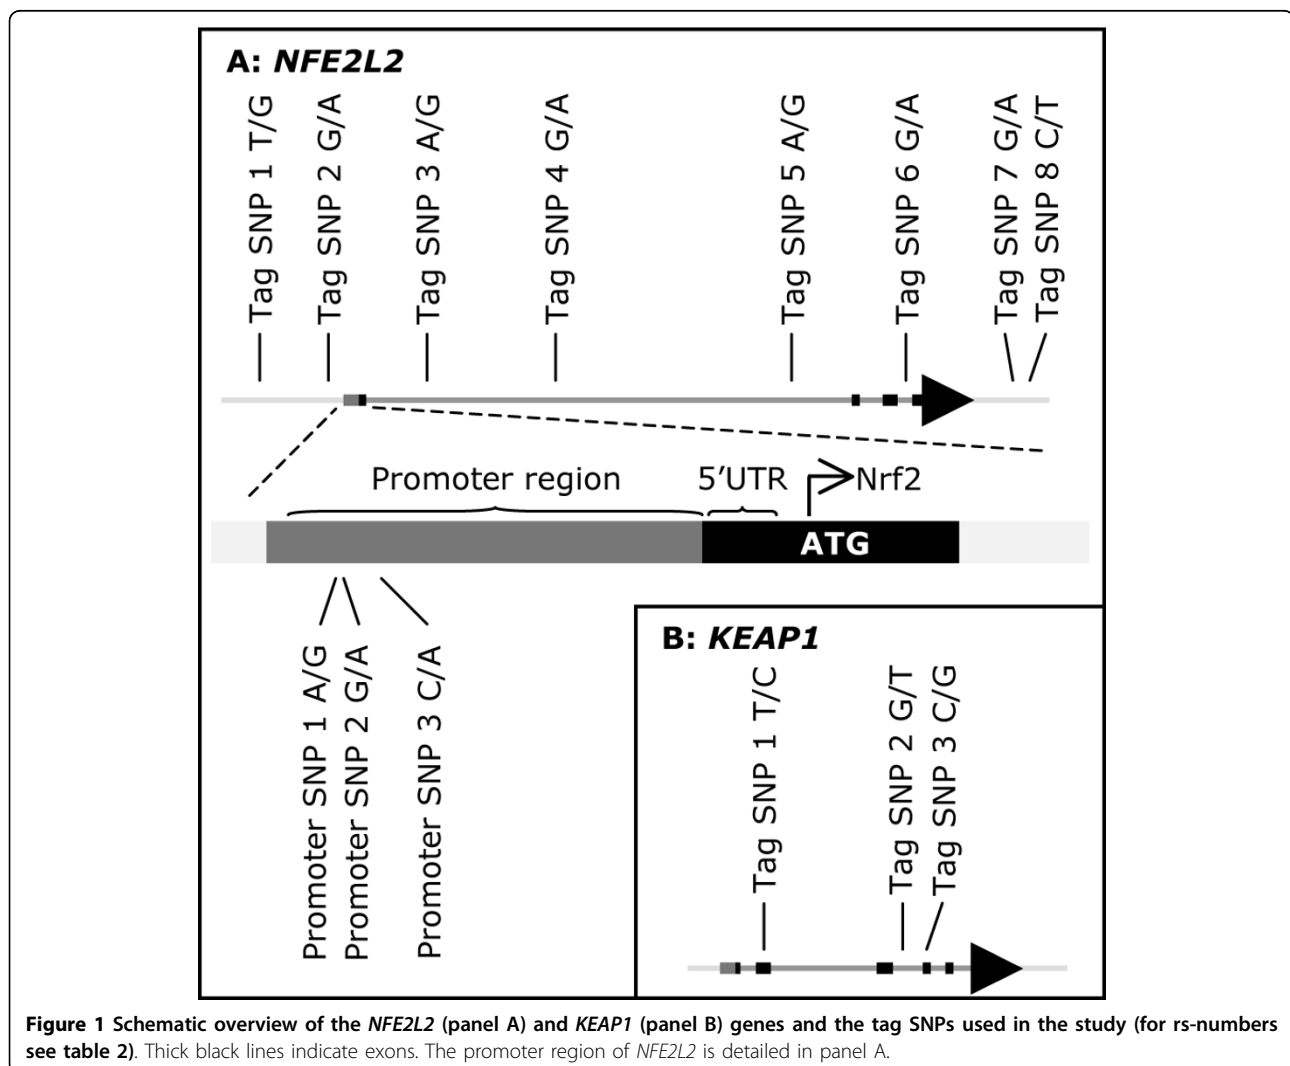 A: NFE2L2
Tag SNP 1 T/G
Tag SNP 2 G/A
Tag SNP 3 A/G
Tag SNP 4 G/A
Tag SNP 5 A/G
Tag SNP 6 G/A
Tag SNP 7 G/A
Tag SNP 8 C/T
Promoter region
5'UTR
Nrf2
ATG
Promoter SNP 1 A/G
Promoter SNP 2 G/A
Promoter SNP 3 C/A
B: KEAP1
Tag SNP 1 T/C
Tag SNP 2 G/T
Tag SNP 3 C/G
Figure 1 Schematic overview of the NFE2L2 (panel A) and KEAP1 (panel B) genes and the tag SNPs used in the study (for rs-numbers
see table 2). Thick black lines indicate exons. The promoter region of NFE2L2 is detailed in panel A.